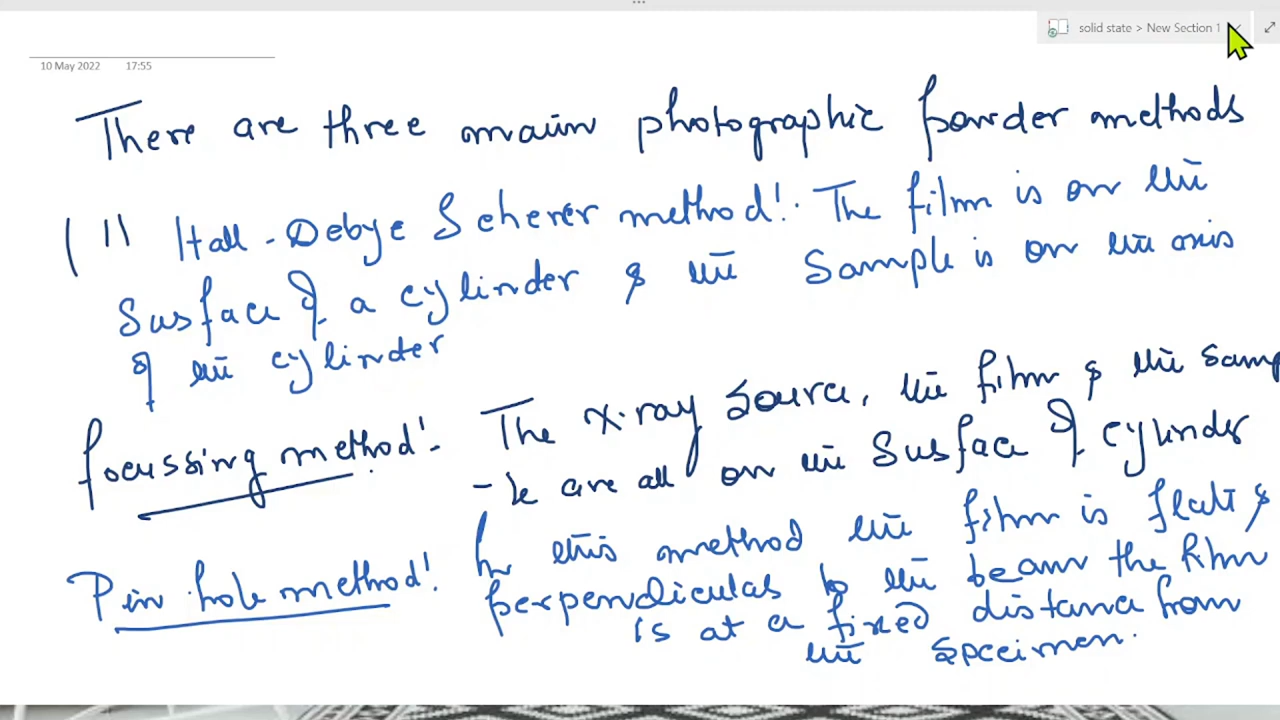 solid state > New Section 1
10 May 2022 17:55
There are three main photographic powder methods
(1) Hall-Debye Scherer method:- The film is on the
surface of a cylinder & the sample is on the axis
of the cylinder
focussing method:- The X-ray source, the film & the samp
-le are all on the surface of cylinder
Pin hole method: In this method the film is flat &
perpendicular to the beam the film
is at a fixed distance from
the specimen.